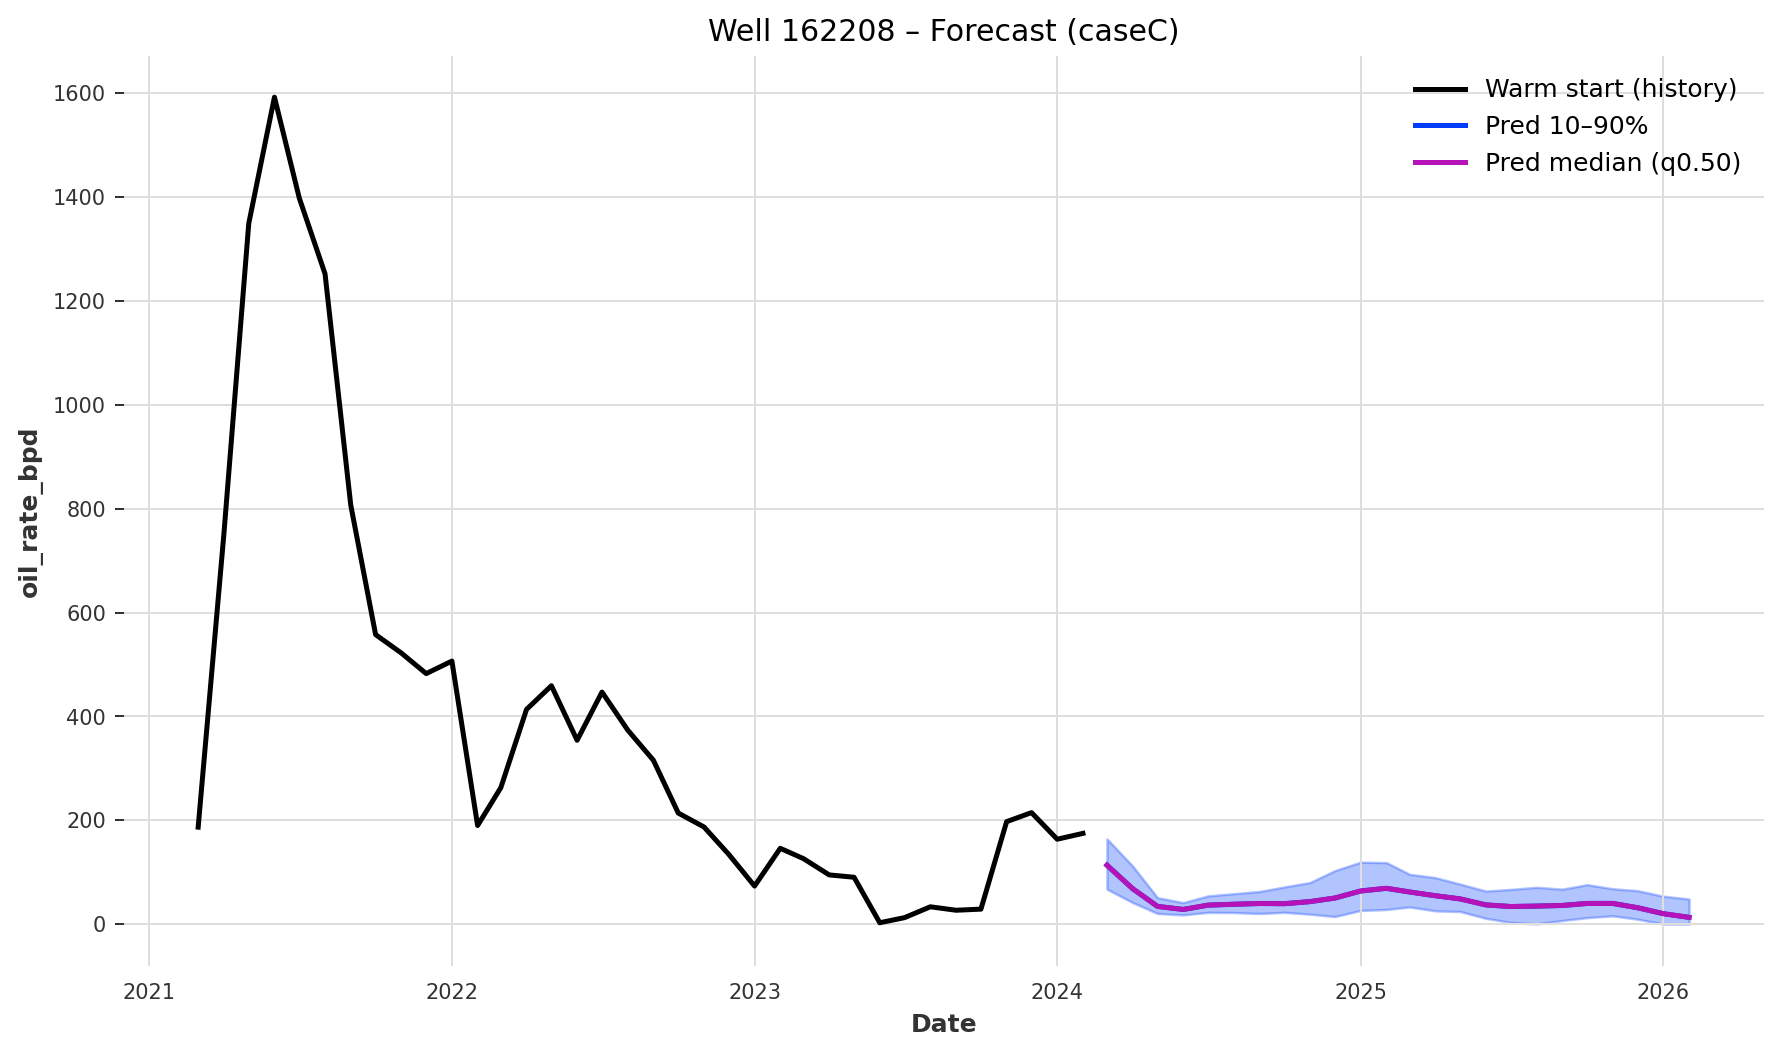 Well 162208 – Forecast (caseC)
Warm start (history)
Pred 10–90%
Pred median (q0.50)
oil_rate_bpd
1600
1400
1200
1000
800
600
400
200
0
2021 2022 2023 2024 2025 2026
Date